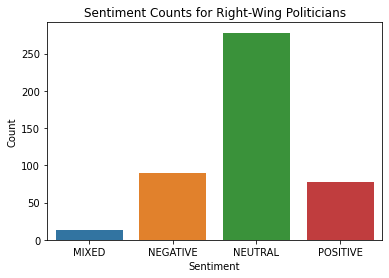 Sentiment Counts for Right-Wing Politicians
250
200
150
100
50
0
Count
MIXED NEGATIVE NEUTRAL POSITIVE
Sentiment